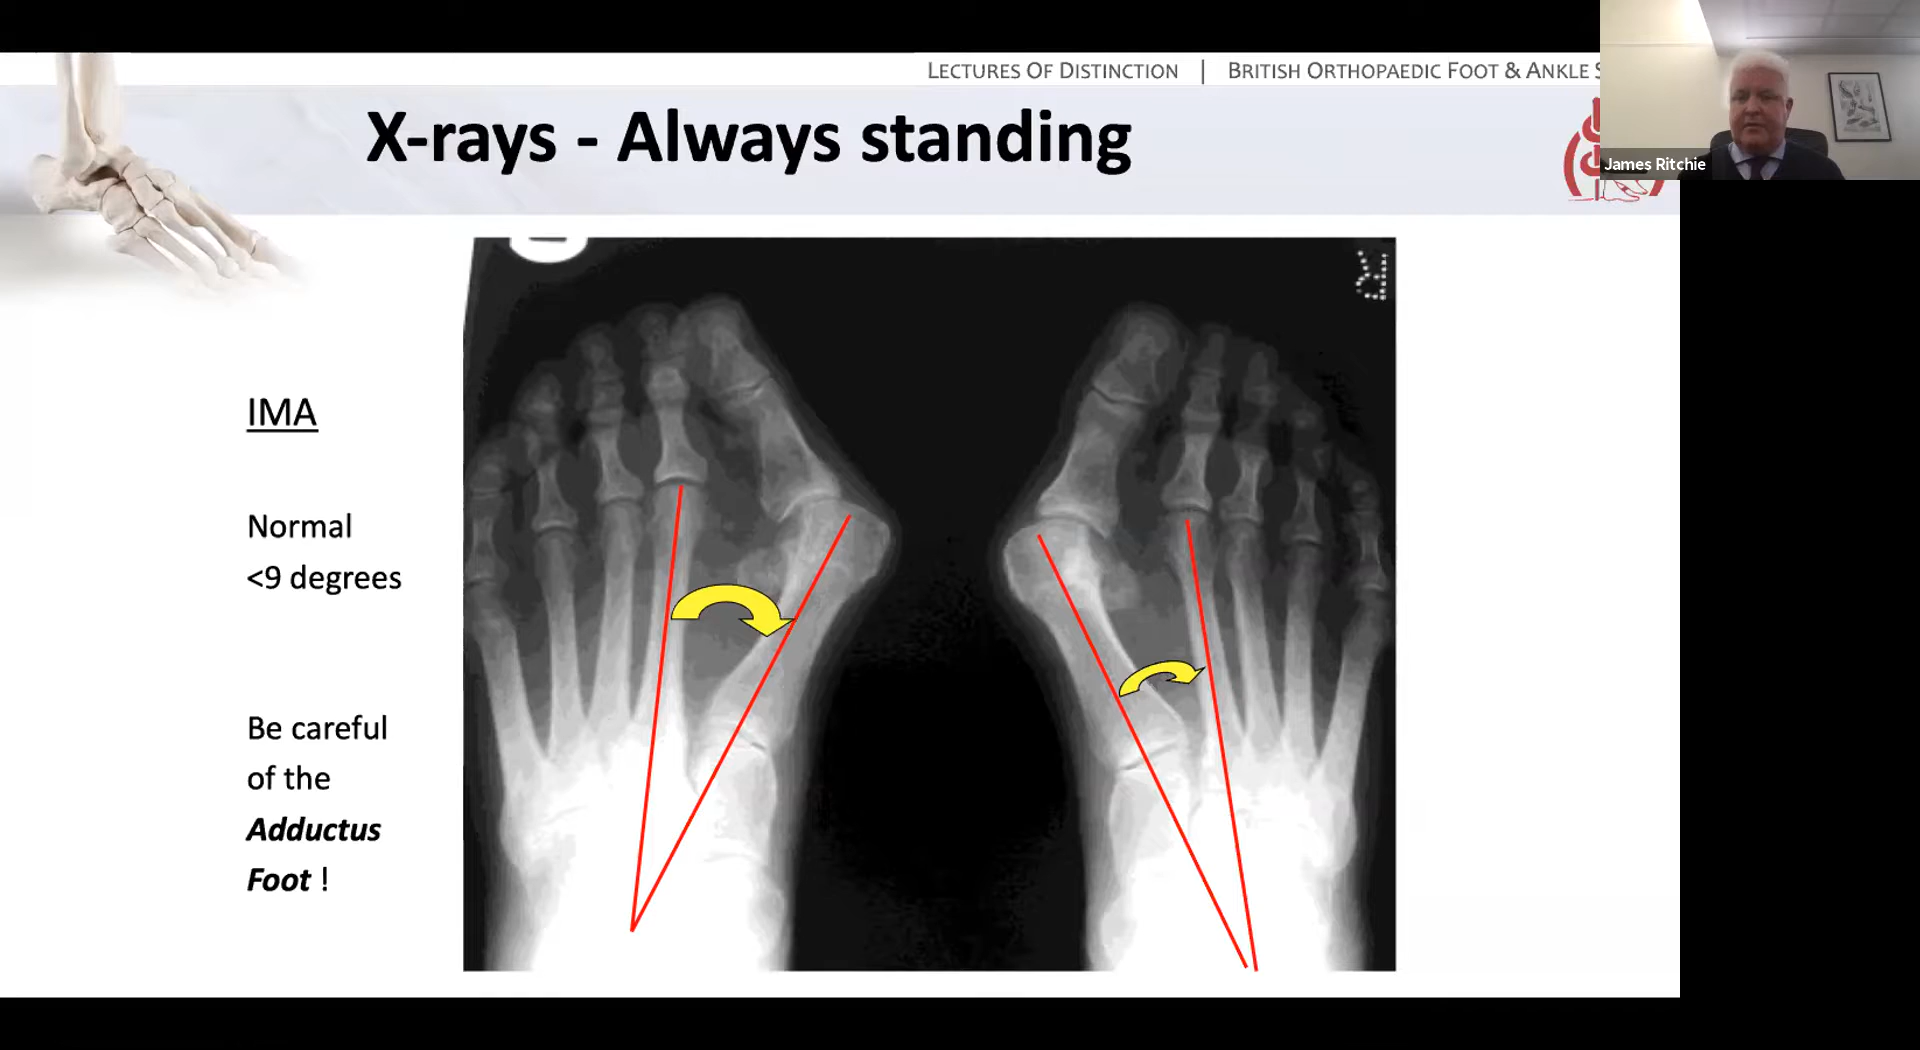 LECTURES OF DISTINCTION | BRITISH ORTHOPAEDIC FOOT & ANKLE S
X-rays - Always standing
James Ritchie
R
IMA
Normal
<9 degrees
Be careful
of the
Adductus
Foot !